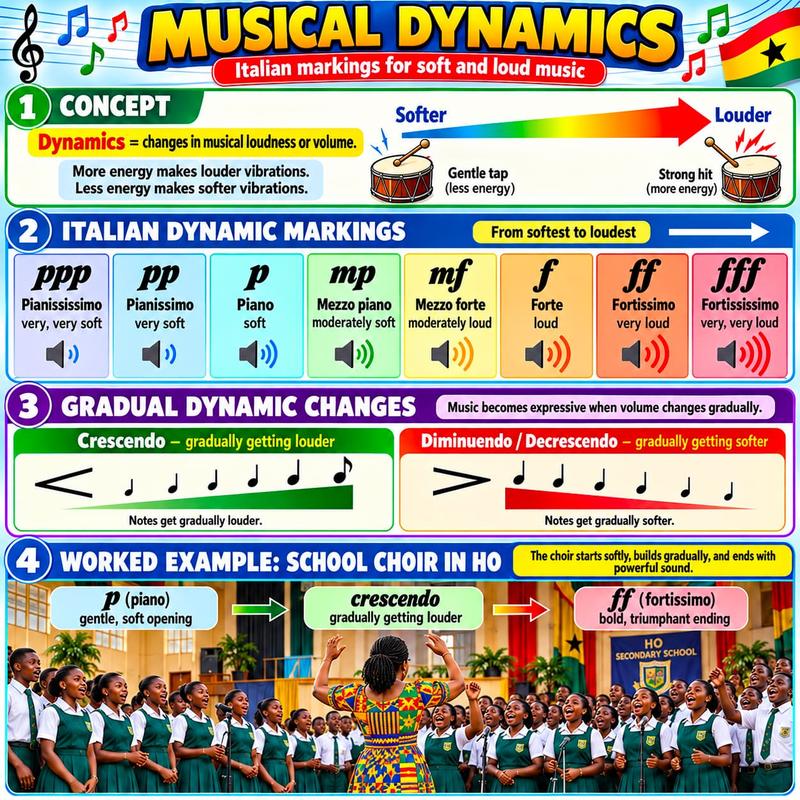 MUSICAL DYNAMICS
Italian markings for soft and loud music
1 CONCEPT
Dynamics = changes in musical loudness or volume.
More energy makes louder vibrations.
Less energy makes softer vibrations.
Softer
Louder
Gentle tap
(less energy)
Strong hit
(more energy)
2 ITALIAN DYNAMIC MARKINGS
From softest to loudest
ppp
Pianississimo
very, very soft
pp
Pianissimo
very soft
p
Piano
soft
mp
Mezzo piano
moderately soft
mf
Mezzo forte
moderately loud
f
Forte
loud
ff
Fortissimo
very loud
fff
Fortississimo
very, very loud
3 GRADUAL DYNAMIC CHANGES
Music becomes expressive when volume changes gradually.
Crescendo – gradually getting louder
Notes get gradually louder.
Diminuendo / Decrescendo – gradually getting softer
Notes get gradually softer.
4 WORKED EXAMPLE: SCHOOL CHOIR IN HO
The choir starts softly, builds gradually, and ends with
powerful sound.
p (piano)
gentle, soft opening
crescendo
gradually getting louder
ff (fortissimo)
bold, triumphant ending
HO
SECONDARY SCHOOL